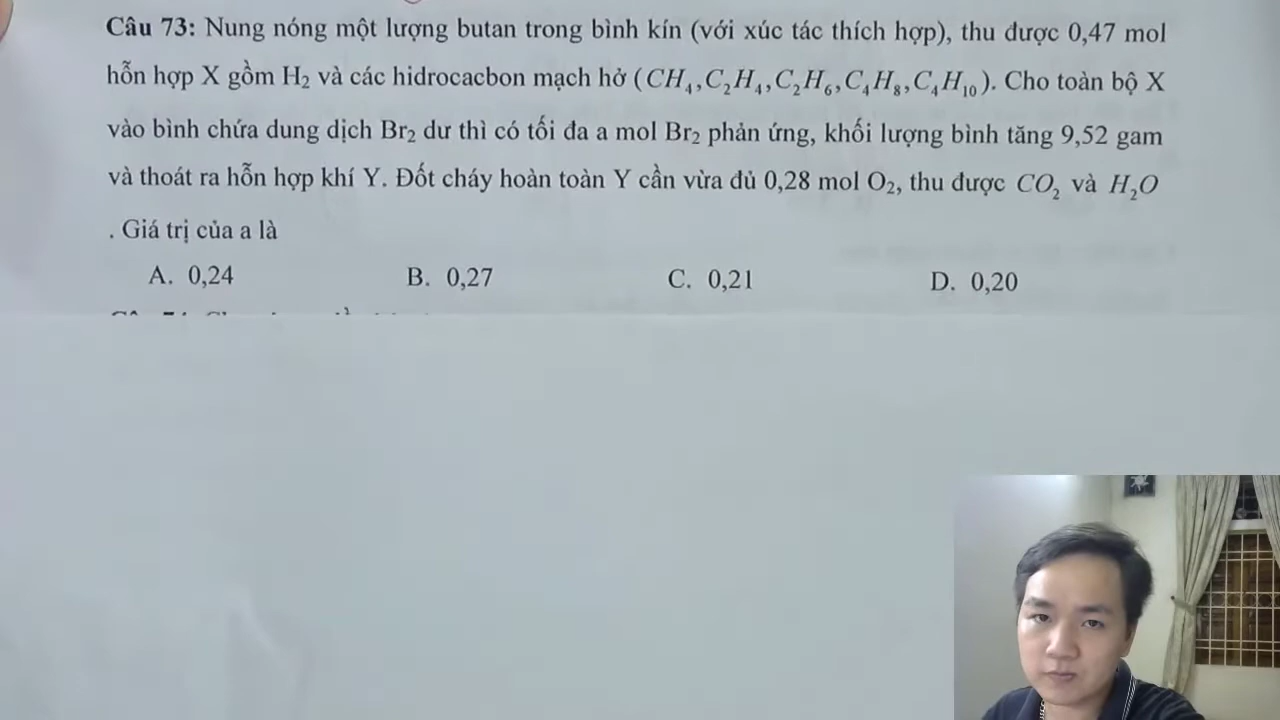 Câu 73: Nung nóng một lượng butan trong bình kín (với xúc tác thích hợp), thu được 0,47 mol
hỗn hợp X gồm H₂ và các hidrocacbon mạch hở (CH₄,C₂H₄,C₂H₆,C₄H₈,C₄H₁₀). Cho toàn bộ X
vào bình chứa dung dịch Br₂ dư thì có tối đa a mol Br₂ phản ứng, khối lượng bình tăng 9,52 gam
và thoát ra hỗn hợp khí Y. Đốt cháy hoàn toàn Y cần vừa đủ 0,28 mol O₂, thu được CO₂ và H₂O
. Giá trị của a là
A. 0,24 B. 0,27 C. 0,21 D. 0,20